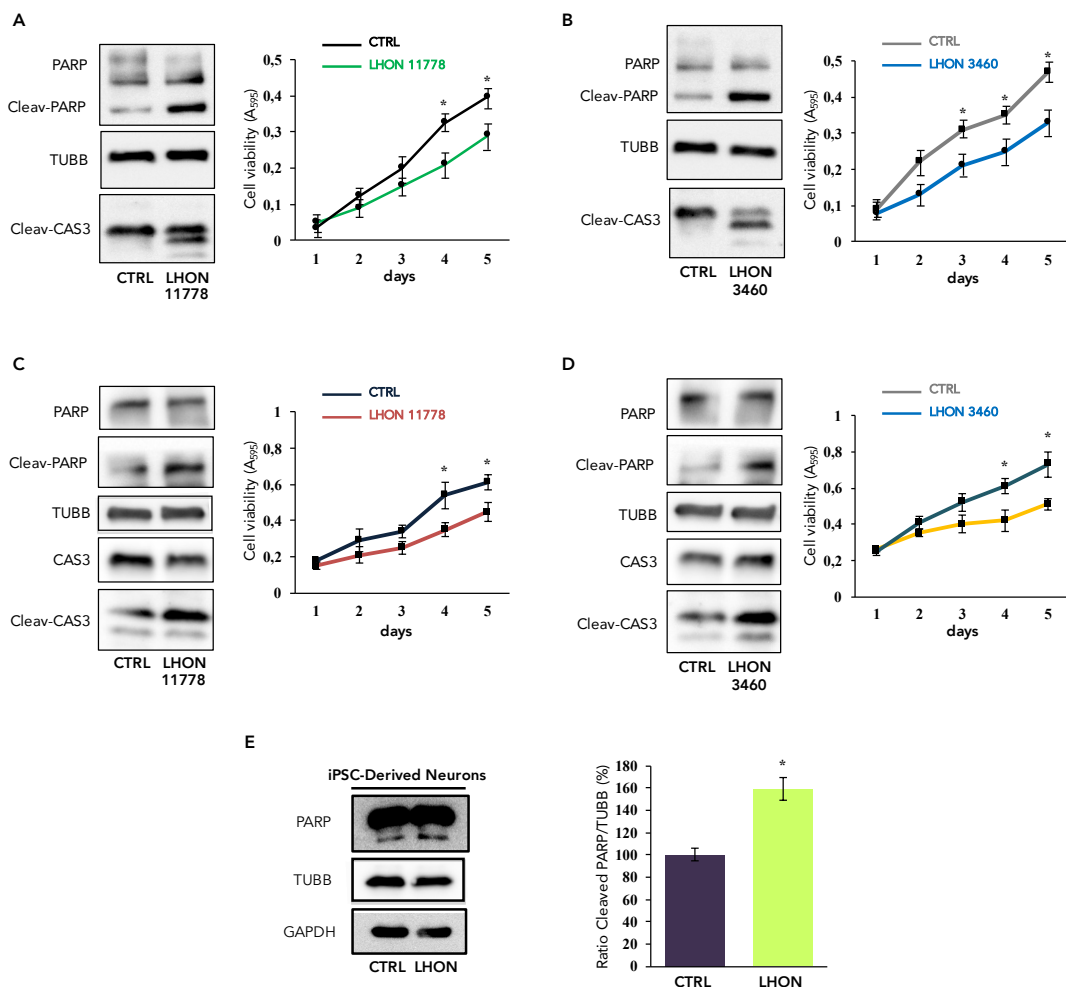 A
PARP
Cleav-PARP
TUBB
Cleav-CAS3
CTRL LHON
11778
CTRL
LHON 11778
Cell viability (A595)
0,5
0,4
0,3
0,2
0,1
0
* *
1 2 3 4 5
days
B
PARP
Cleav-PARP
TUBB
Cleav-CAS3
CTRL LHON
3460
CTRL
LHON 3460
Cell viability (A595)
0,5
0,4
0,3
0,2
0,1
0
* * *
1 2 3 4 5
days
C
PARP
Cleav-PARP
TUBB
CAS3
Cleav-CAS3
CTRL LHON
11778
CTRL
LHON 11778
Cell viability (A595)
1
0,8
0,6
0,4
0,2
0
* *
1 2 3 4 5
days
D
PARP
Cleav-PARP
TUBB
CAS3
Cleav-CAS3
CTRL LHON
3460
CTRL
LHON 3460
Cell viability (A595)
1
0,8
0,6
0,4
0,2
0
* *
1 2 3 4 5
days
E
iPSC-Derived Neurons
PARP
TUBB
GAPDH
CTRL LHON
Ratio Cleaved PARP/TUBB (%)
180
160
140
120
100
80
60
40
20
0
*
CTRL LHON